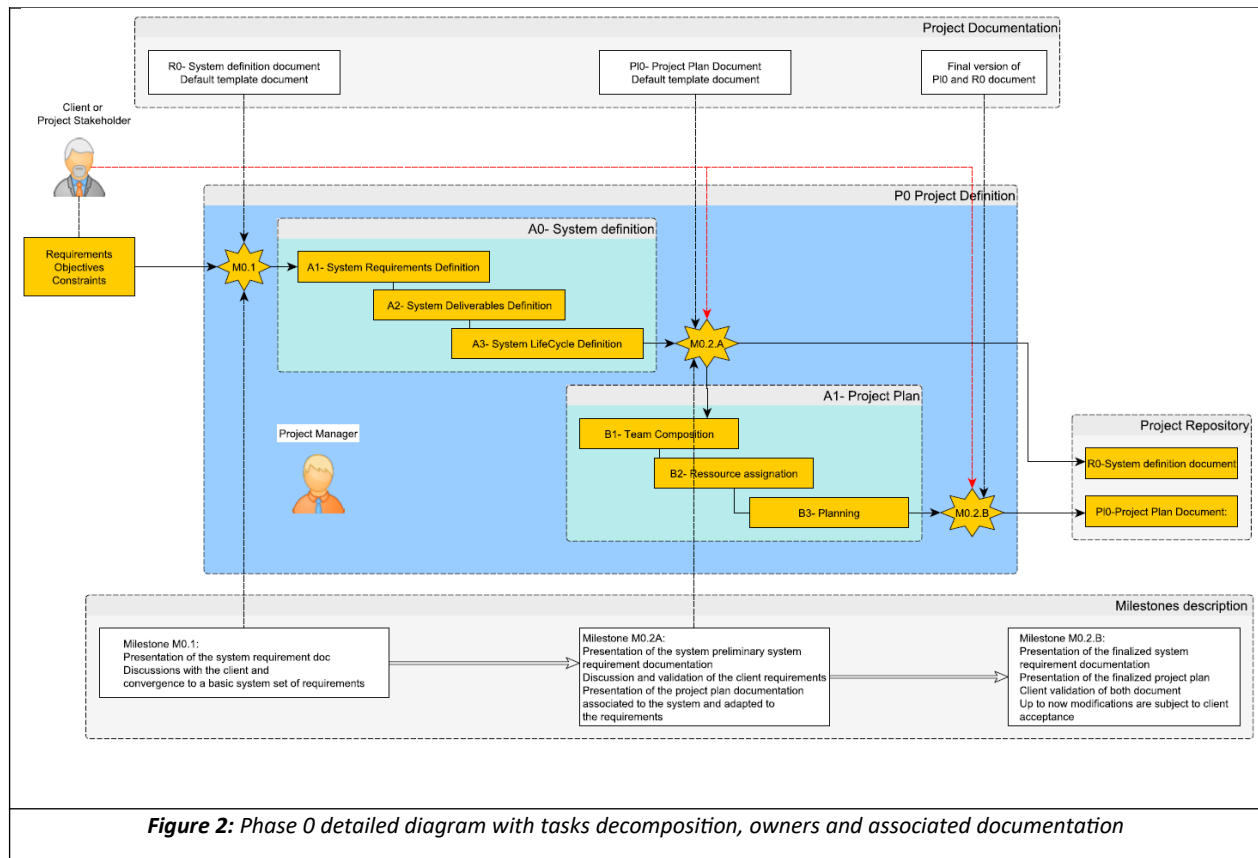 Project Documentation
R0- System definition document
Default template document
Pl0- Project Plan Document
Default template document
Final version of
Pl0 and R0 document
Client or
Project Stakeholder
P0 Project Definition
A0- System definition
Requirements
Objectives
Constraints
M0.1
A1- System Requirements Definition
A2- System Deliverables Definition
A3- System LifeCycle Definition
M0.2.A
A1- Project Plan
Project Manager
B1- Team Composition
B2- Ressource assignation
B3- Planning
M0.2.B
Project Repository
R0-System definition document
Pl0-Project Plan Document:
Milestones description
Milestone M0.1:
Presentation of the system requirement doc
Discussions with the client and
convergence to a basic system set of requirements
Milestone M0.2A:
Presentation of the system preliminary system
requirement documentation
Discussion and validation of the client requirements
Presentation of the project plan documentation
associated to the system and adapted to
the requirements
Milestone M0.2.B:
Presentation of the finalized system
requirement documentation
Presentation of the finalized project plan
Client validation of both document
Up to now modifications are subject to client
acceptance
Figure 2: Phase 0 detailed diagram with tasks decomposition, owners and associated documentation